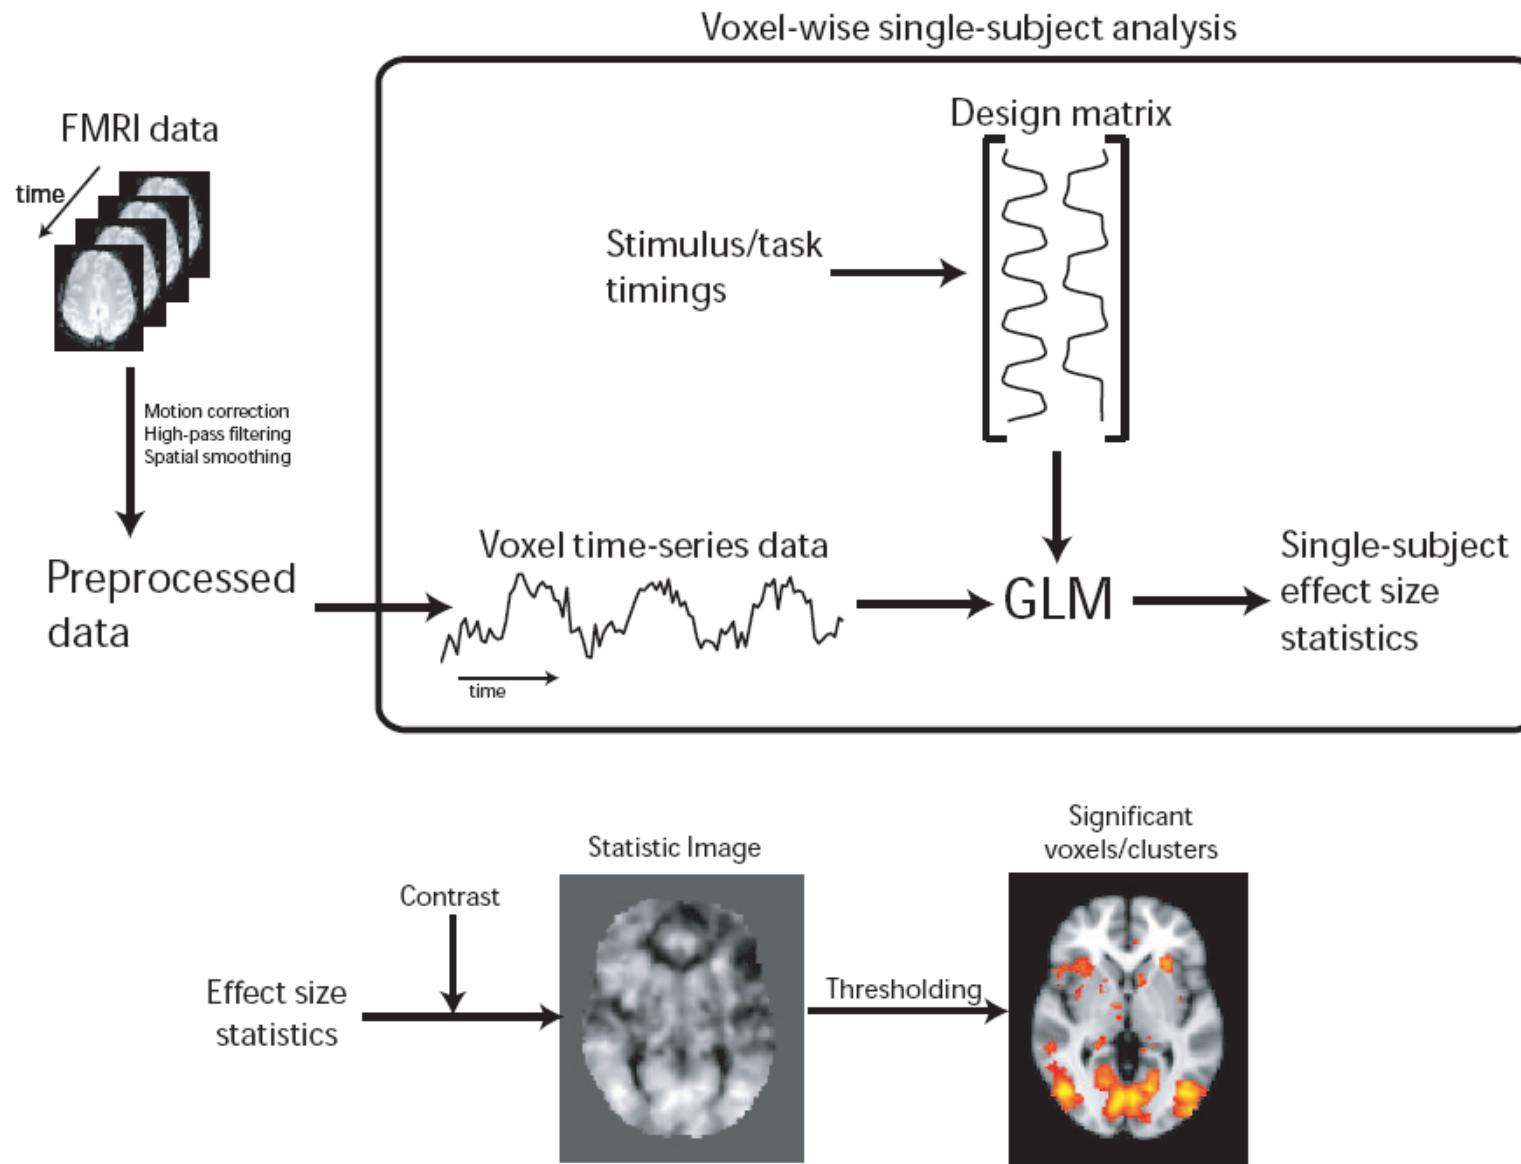 Voxel-wise single-subject analysis
FMRI data
time
Motion correction
High-pass filtering
Spatial smoothing
Preprocessed
data
Design matrix
Stimulus/task
timings
Voxel time-series data
time
GLM
Single-subject
effect size
statistics
Effect size
statistics
Contrast
Statistic Image
Thresholding
Significant
voxels/clusters